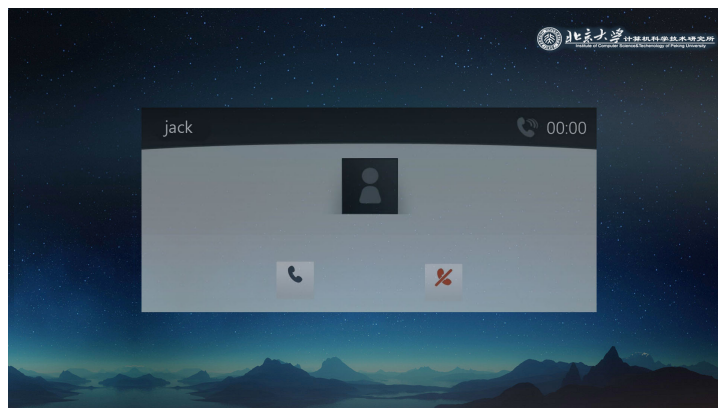 北京大学计算机科学技术研究所
Institute of Computer Science&Techenology of Peking University
jack
00:00